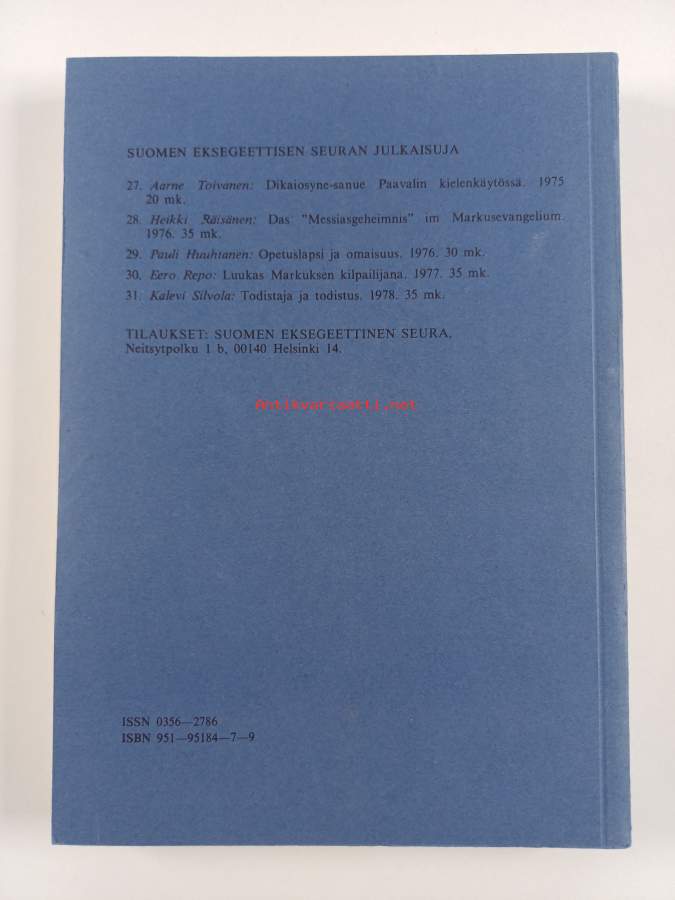 SUOMEN EKSEGEETTISEN SEURAN JULKAISUJA
27. Aarne Toivanen: Dikaiosyne-sanue Paavalin kielenkäytössä. 1975
20 mk.
28. Heikki Räisänen: Das "Messiasgeheimnis" im Markusevangelium.
1976. 35 mk.
29. Pauli Huuhtanen: Opetuslapsi ja omaisuus. 1976. 30 mk.
30. Eero Repo: Luukas Markuksen kilpailijana. 1977. 35 mk.
31. Kalevi Silvola: Todistaja ja todistus. 1978. 35 mk.
TILAUKSET: SUOMEN EKSEGEETTINEN SEURA,
Neitsytpolku 1 b, 00140 Helsinki 14.
Antikvariaatti.net
ISSN 0356—2786
ISBN 951—95184—7—9